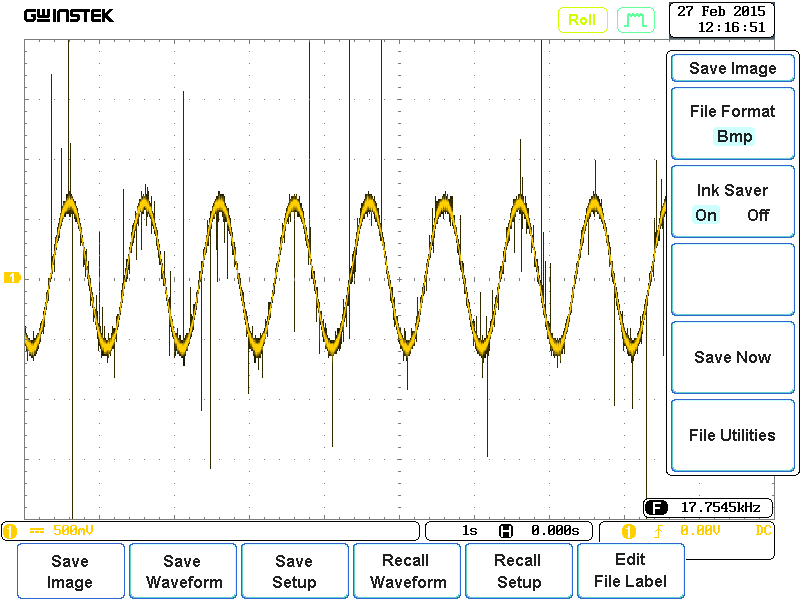 GWINSTEK
Roll
27 Feb 2015
12:16:51
Save Image
File Format
Bmp
Ink Saver
On Off
Save Now
File Utilities
1
F 17.7545kHz
1 500mV
1s H 0.000s
1 0.00V DC
Save
Image
Save
Waveform
Save
Setup
Recall
Waveform
Recall
Setup
Edit
File Label